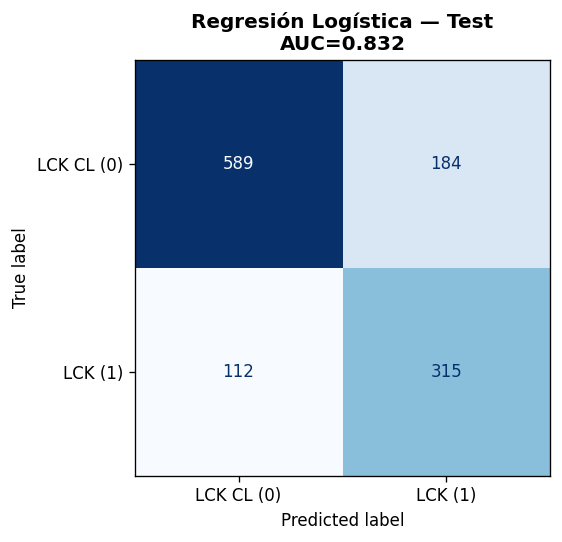 Regresión Logística — Test
AUC=0.832
True label
LCK CL (0)
589
184
LCK (1)
112
315
LCK CL (0)
LCK (1)
Predicted label